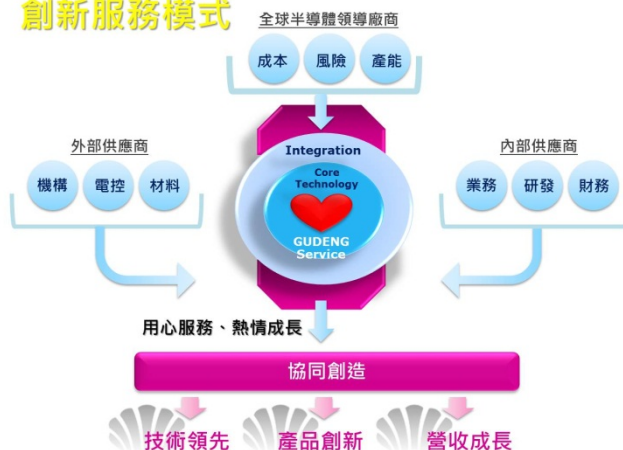 創新服務模式
全球半導體領導廠商
成本 風險 產能
外部供應商
機構 電控 材料
內部供應商
業務 研發 財務
Integration
Core
Technology
GUDENG
Service
用心服務、熱情成長
協同創造
技術領先 產品創新 營收成長